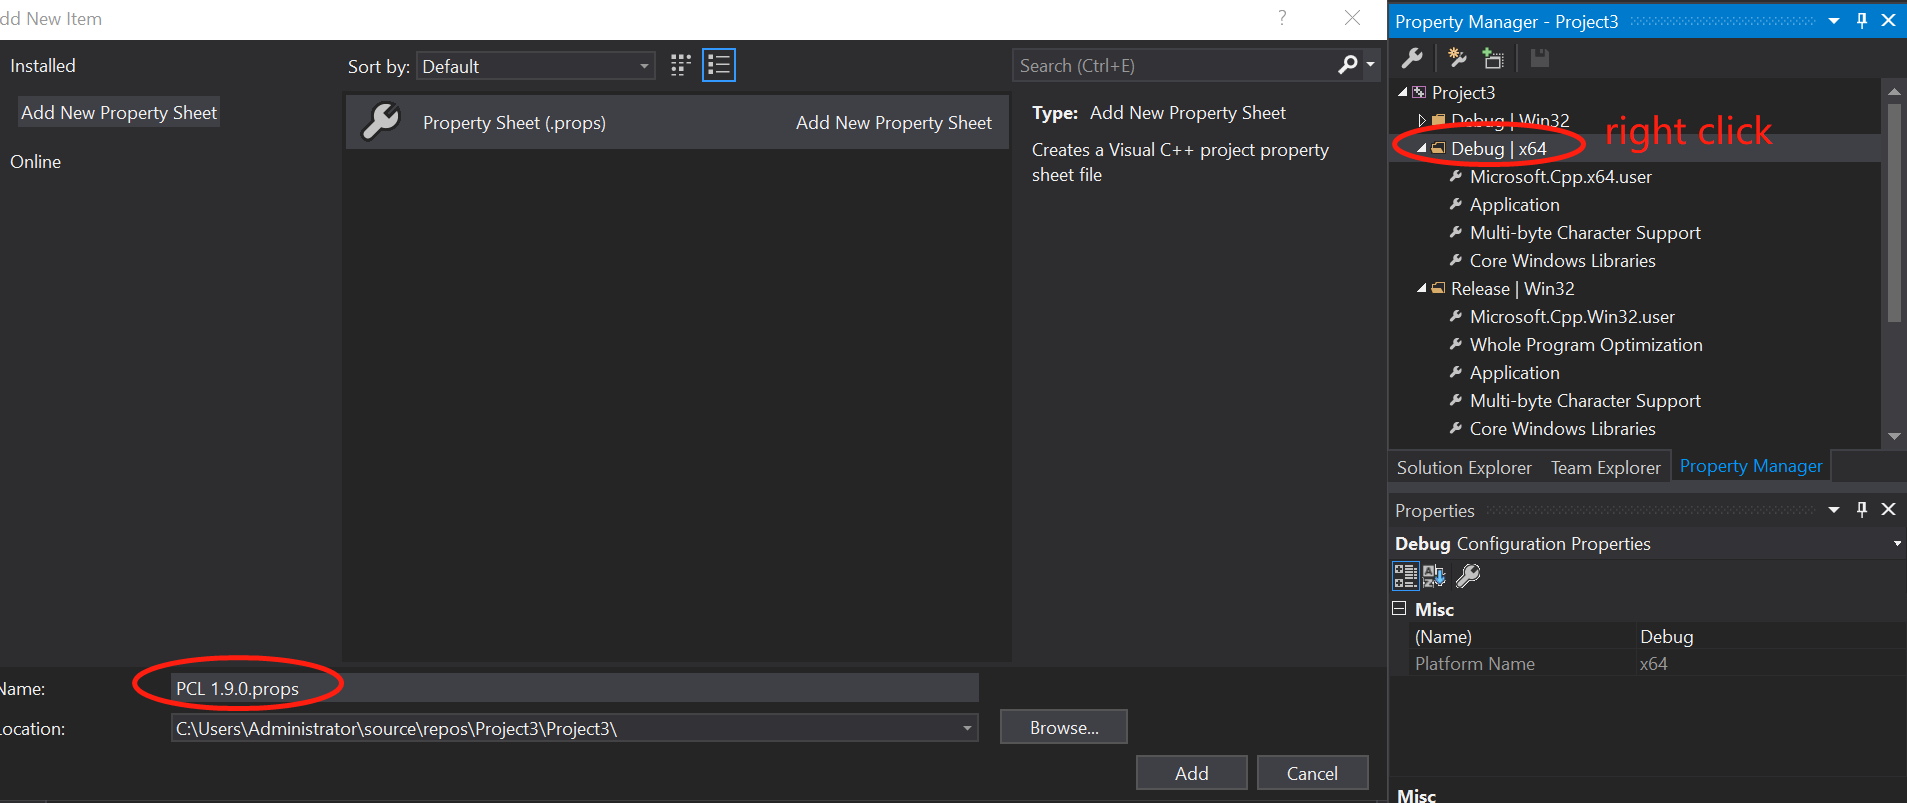 dd New Item
?
Installed
Add New Property Sheet
Online
Sort by: Default
Search (Ctrl+E)
Property Sheet (.props) Add New Property Sheet
Type: Add New Property Sheet
Creates a Visual C++ project property
sheet file
Name:
PCL 1.9.0.props
ocation:
C:\Users\Administrator\source\repos\Project3\Project3\
Browse...
Add
Cancel
Property Manager - Project3
Project3
Debug | Win32
right click
Debug | x64
Microsoft.Cpp.x64.user
Application
Multi-byte Character Support
Core Windows Libraries
Release | Win32
Microsoft.Cpp.Win32.user
Whole Program Optimization
Application
Multi-byte Character Support
Core Windows Libraries
Solution Explorer Team Explorer Property Manager
Properties
Debug Configuration Properties
Misc
(Name) Debug
Platform Name x64
Misc